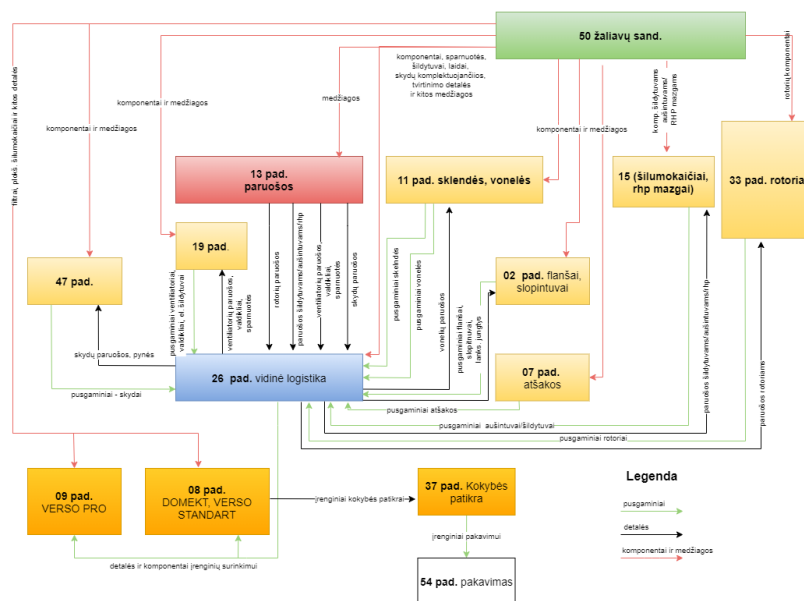 50 žaliavų sand.
komponentai, sparnuotės,
šildytuvai, laidai,
skydų komplektuojančiios,
tvirtinimo detalės
ir kitos medžiagos
medžiagos
komponentai ir medžiagos
komponentai ir medžiagos
komponentai ir medžiagos
komp. šildytuvams
aušintuvams/
RHP mazgams
rotorių komponentai
filtrai, plokš. šilumokaičiai ir kitos detalės
13 pad.
paruošos
11 pad. sklendės, vonelės
15 (šilumokaičiai,
rhp mazgai)
33 pad. rotoriai
19 pad.
47 pad.
02 pad. flanšai,
slopintuvai
07 pad.
atšakos
26 pad. vidinė logistika
pusgaminiai ventiliatoriai,
valdikliai, el. šildytuvai
ventiliatorių paruošos,
valdikliai,
sparnuotės
rotorių paruošos
paruošos šildytuvams/aušintuvams/rhp
ventiliatorių paruošos,
valdikliai,
sparnuotės
skydų paruošos
pusgaminiai sklendės
pusgaminiai vonelės
vonelių paruošos
pusgaminiai flanšai,
slopitnuvai,
lanks. jungtys
paruošos šildytuvams/aušintuvams/rhp
paruošos rotoriams
skydų paruošos, pynės
pusgaminiai - skydai
pusgaminiai atšakos
pusgaminiai aušintuvai/šildytuvai
pusgaminiai rotoriai
09 pad.
VERSO PRO
08 pad.
DOMEKT, VERSO
STANDART
įrenginiai kokybės patikrai
37 pad. Kokybės
patikra
įrenginiai pakavimui
54 pad. pakavimas
detalės ir komponentai įrenginių surinkimui
Legenda
pusgaminiai
detalės
komponentai ir medžiagos